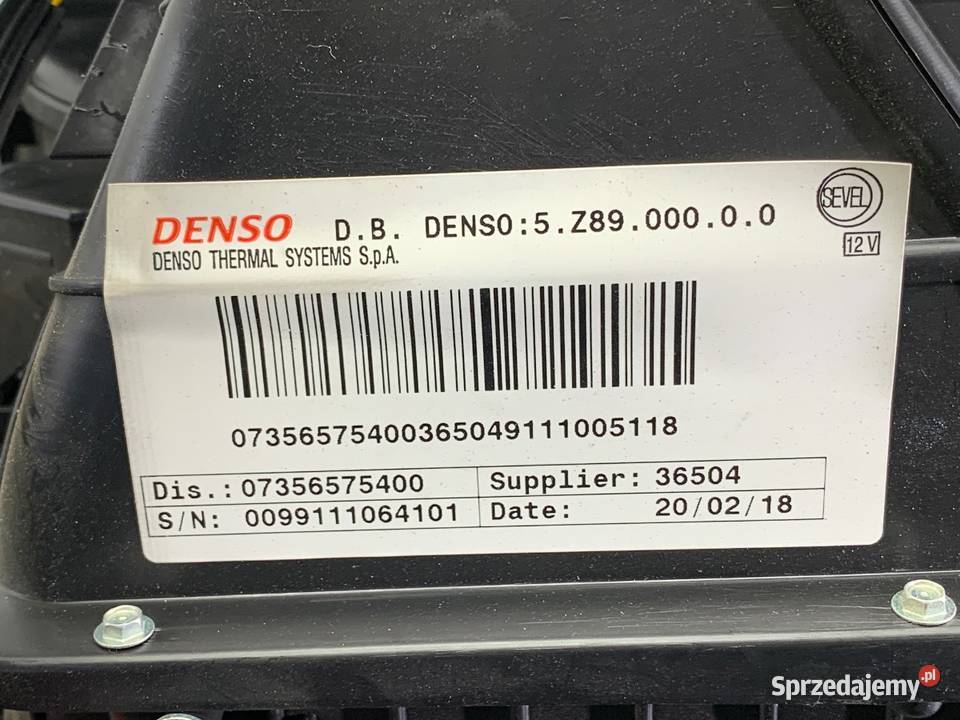 DENSO D.B. DENSO:5.Z89.000.0.0
SEVEL
DENSO THERMAL SYSTEMS S.p.A.
12 V
07356575400365049111005118
Dis.: 07356575400 Supplier: 36504
S/N: 0099111064101 Date: 20/02/18
Sprzedajemy.pl